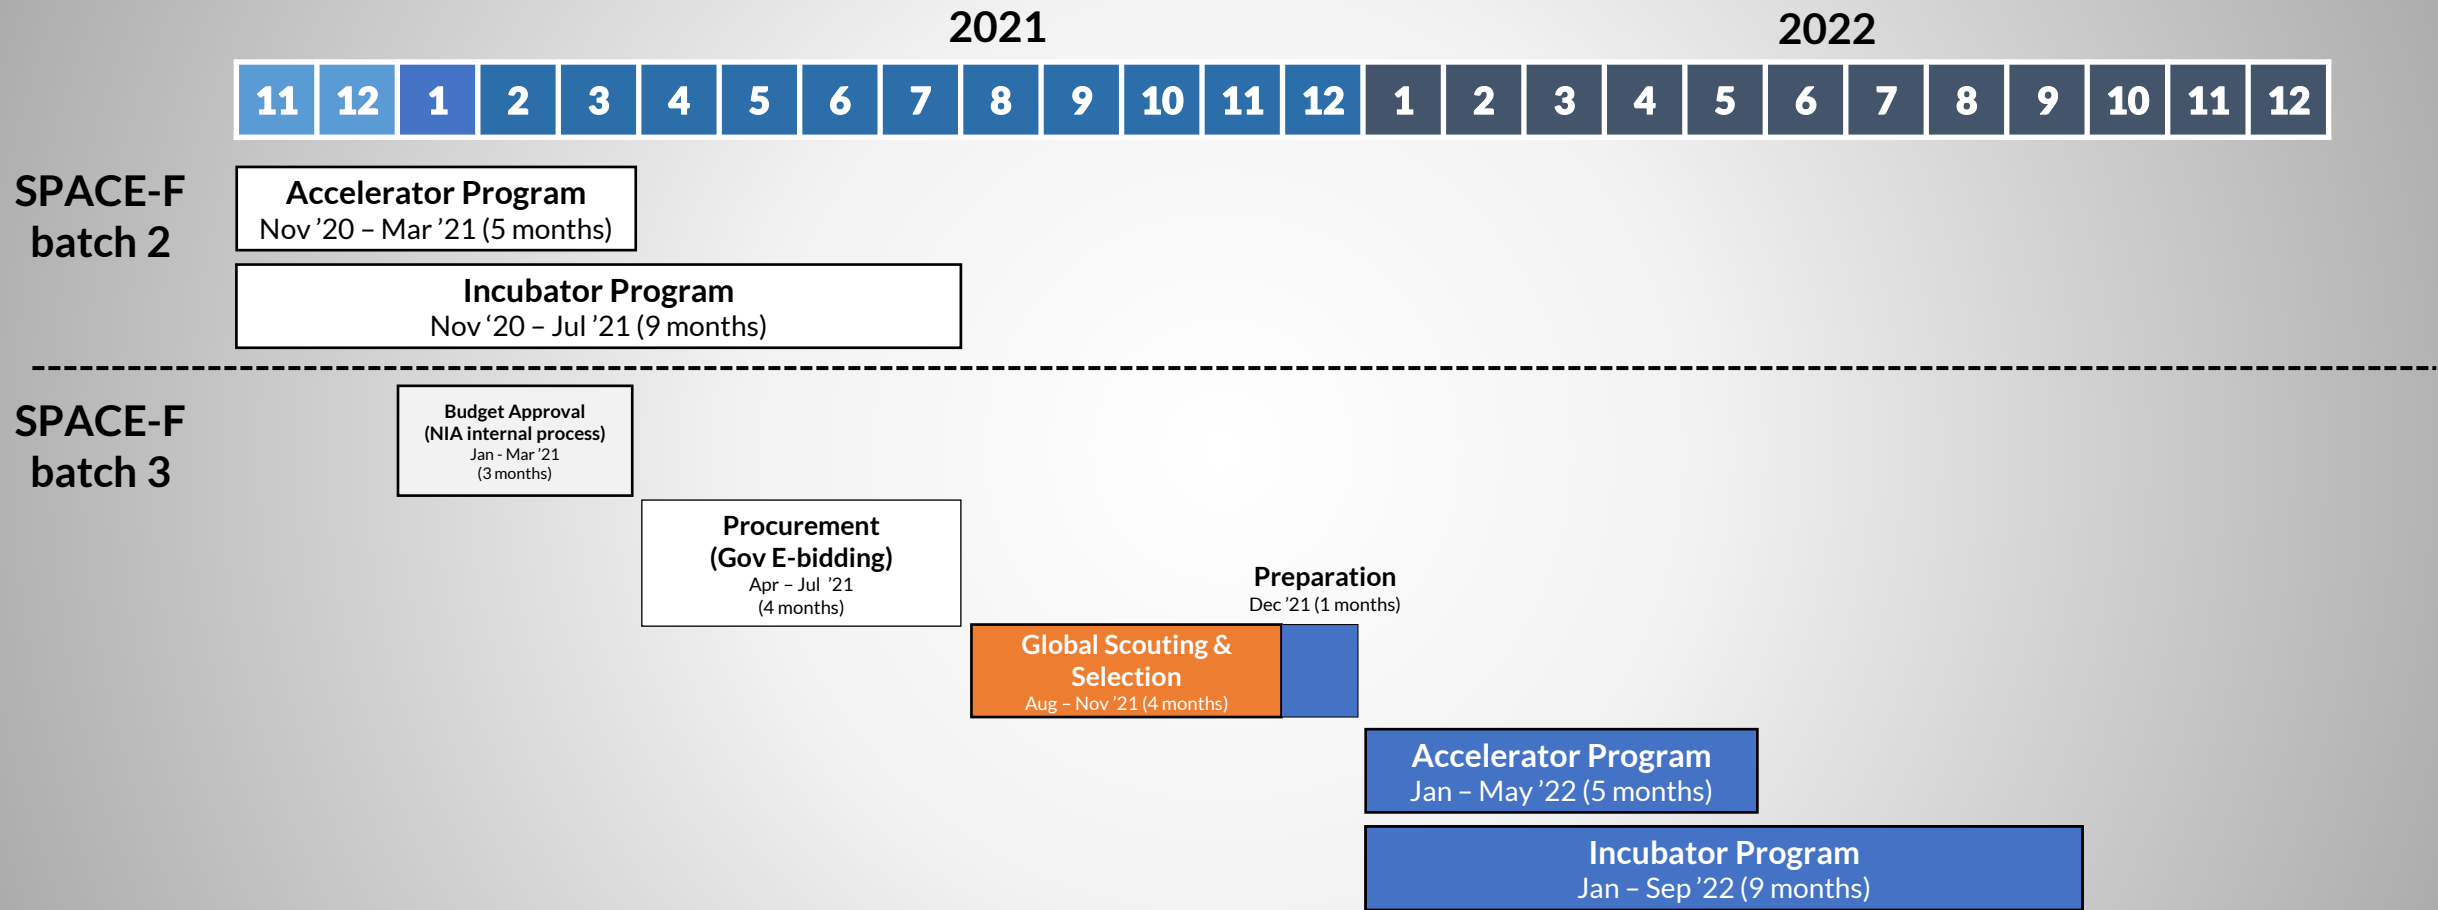 2021
2022
11 12 1 2 3 4 5 6 7 8 9 10 11 12 1 2 3 4 5 6 7 8 9 10 11 12
SPACE-F
batch 2
Accelerator Program
Nov ’20 – Mar ’21 (5 months)
Incubator Program
Nov ‘20 – Jul ’21 (9 months)
SPACE-F
batch 3
Budget Approval
(NIA internal process)
Jan - Mar ’21
(3 months)
Procurement
(Gov E-bidding)
Apr – Jul ’21
(4 months)
Preparation
Dec ’21 (1 months)
Global Scouting &
Selection
Aug – Nov ’21 (4 months)
Accelerator Program
Jan – May ’22 (5 months)
Incubator Program
Jan – Sep ’22 (9 months)